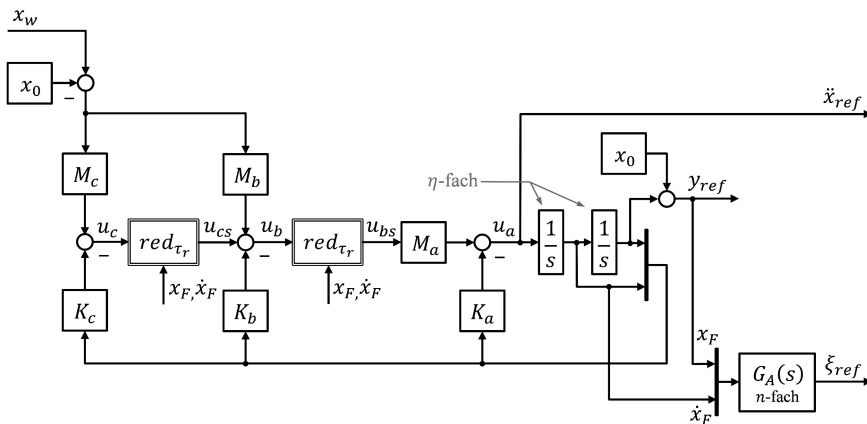 x_w
x_0
−
ẍ_ref
x_0
η-fach
y_ref
M_c
M_b
u_c
red_τr
u_cs
u_b
red_τr
u_bs
M_a
u_a
1/s
1/s
−
−
−
x_F, ẋ_F
x_F, ẋ_F
K_c
K_b
K_a
x_F
G_A(s)
n-fach
ξ_ref
ẋ_F